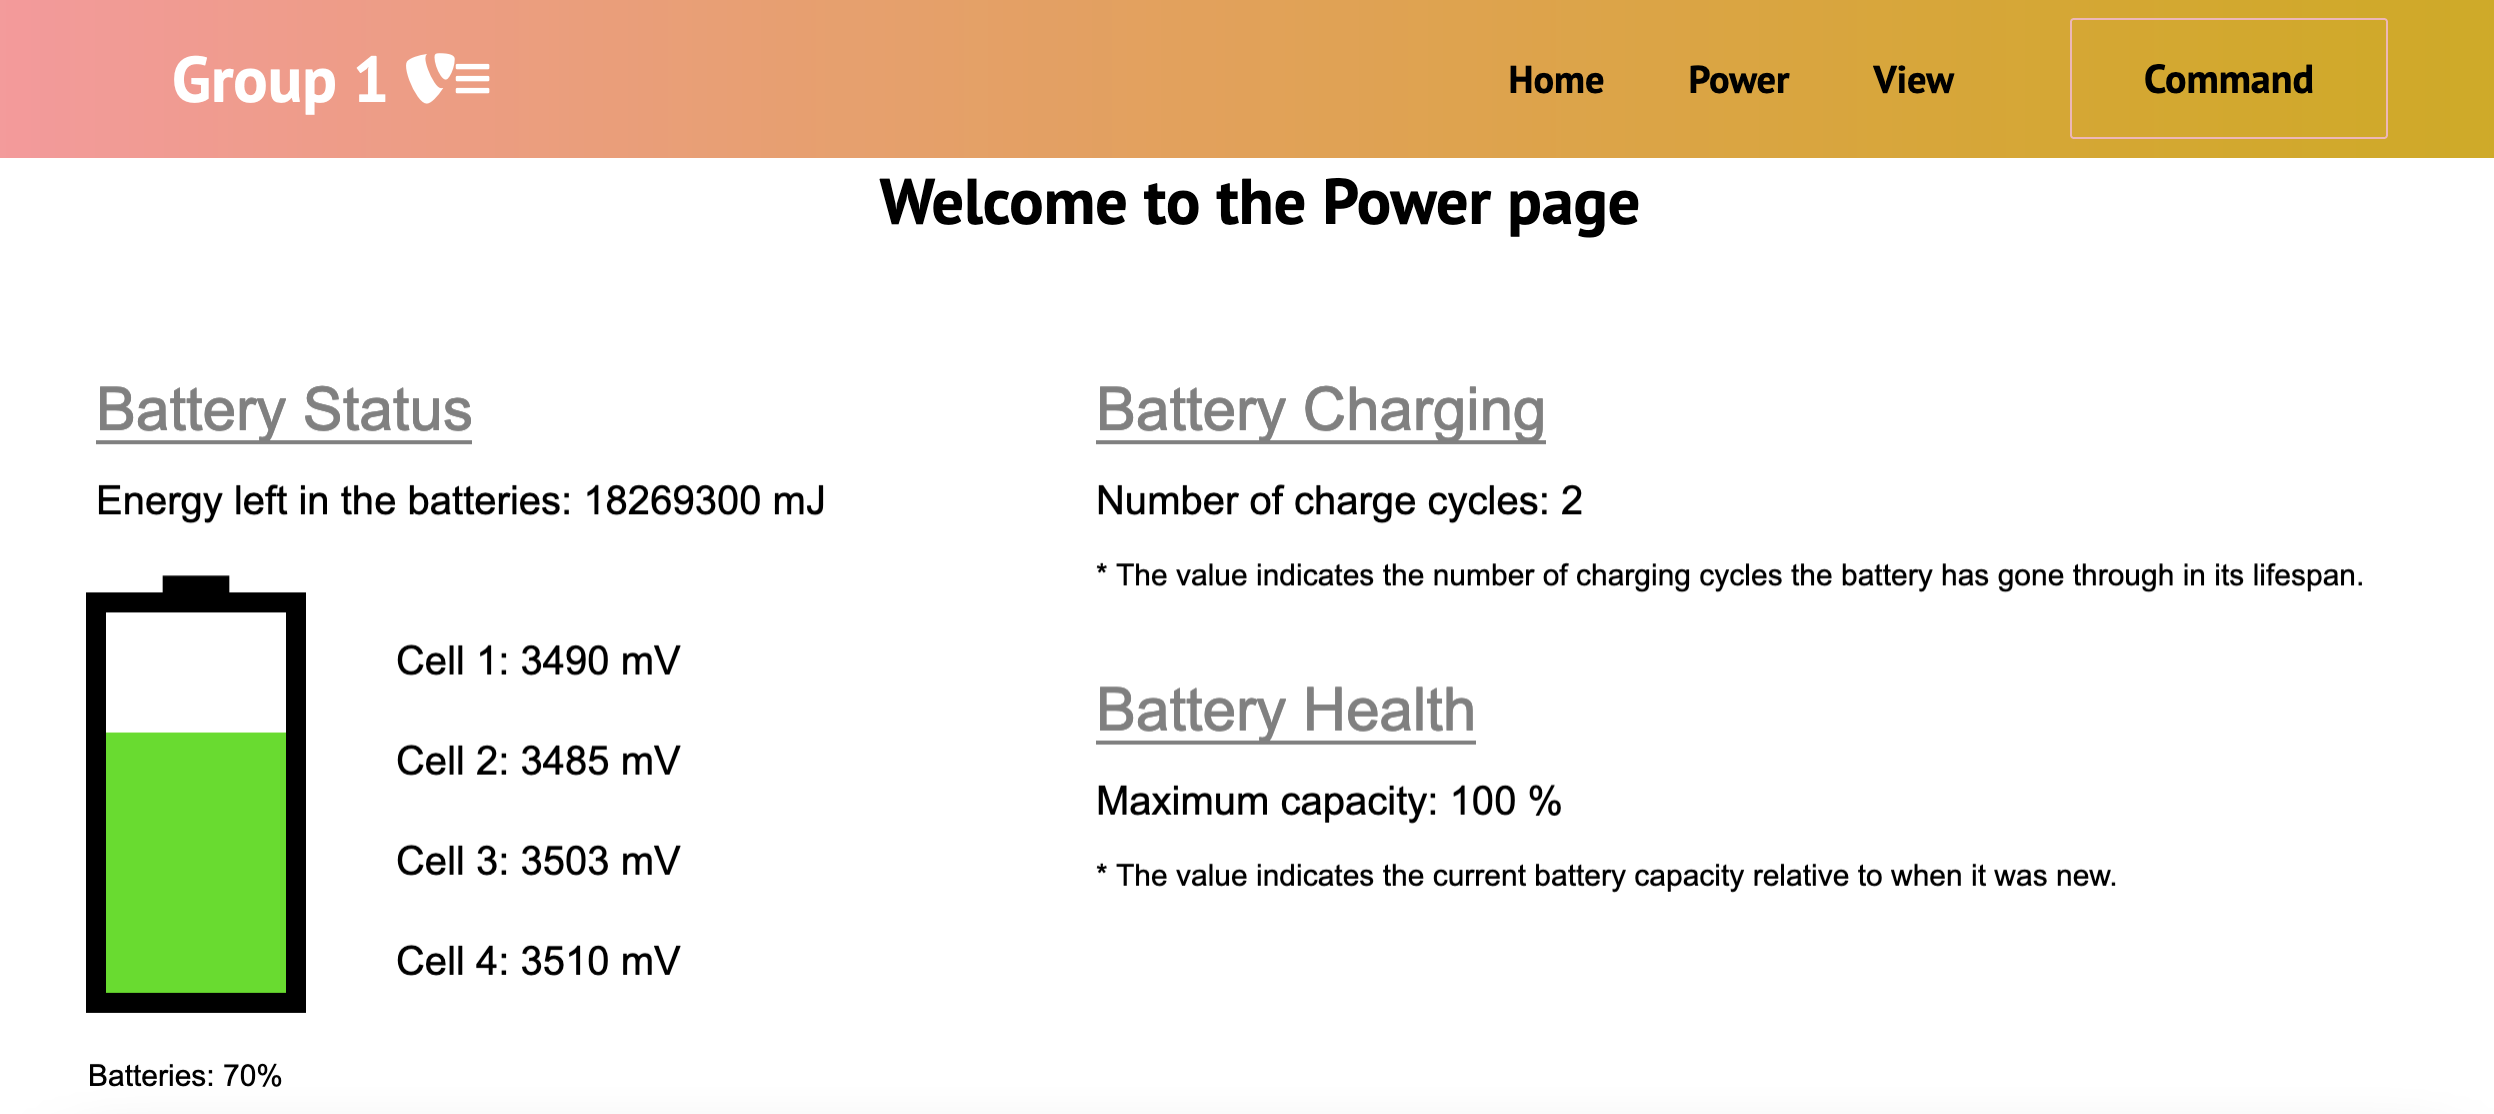 Group 1
Home Power View Command
Welcome to the Power page
Battery Status
Energy left in the batteries: 18269300 mJ
Cell 1: 3490 mV
Cell 2: 3485 mV
Cell 3: 3503 mV
Cell 4: 3510 mV
Batteries: 70%
Battery Charging
Number of charge cycles: 2
* The value indicates the number of charging cycles the battery has gone through in its lifespan.
Battery Health
Maximum capacity: 100 %
* The value indicates the current battery capacity relative to when it was new.